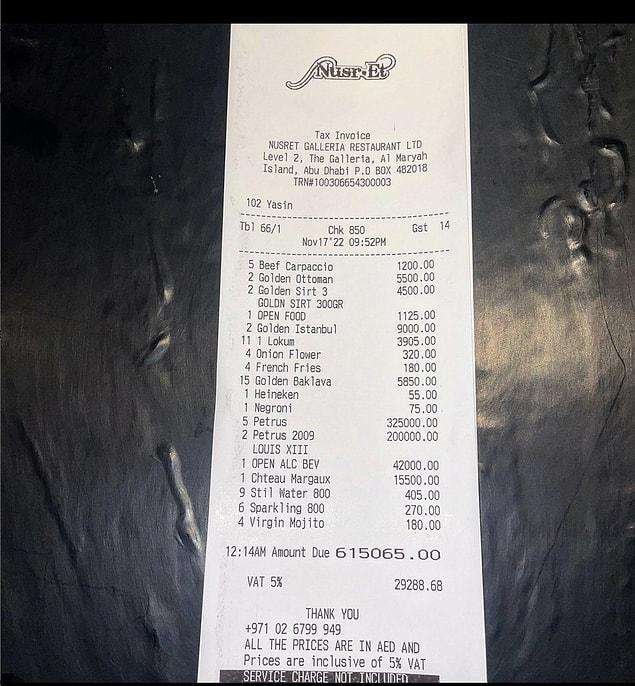 Nusr-Et
Tax Invoice
NUSRET GALLERIA RESTAURANT LTD
Level 2, The Galleria, Al Maryah
Island, Abu Dhabi P.O BOX 482018
TRN#100306654300003
102 Yasin
Tbl 66/1 Chk 850 Gst 14
Nov17'22 09:52PM
5 Beef Carpaccio 1200.00
2 Golden Ottoman 5500.00
2 Golden Sirt 3 4500.00
GOLDN SIRT 300GR
1 OPEN FOOD 1125.00
2 Golden Istanbul 9000.00
11 1 Lokum 3905.00
4 Onion Flower 320.00
4 French Fries 180.00
15 Golden Baklava 5850.00
1 Heineken 55.00
1 Negroni 75.00
5 Petrus 325000.00
2 Petrus 2009 200000.00
LOUIS XIII
1 OPEN ALC BEV 42000.00
1 Chteau Margaux 15500.00
9 Stil Water 800 405.00
6 Sparkling 800 270.00
4 Virgin Mojito 180.00
12:14AM Amount Due 615065.00
VAT 5% 29288.68
THANK YOU
+971 02 6799 949
ALL THE PRICES ARE IN AED AND
Prices are inclusive of 5% VAT
SERVICE CHARGE NOT INCLUDED